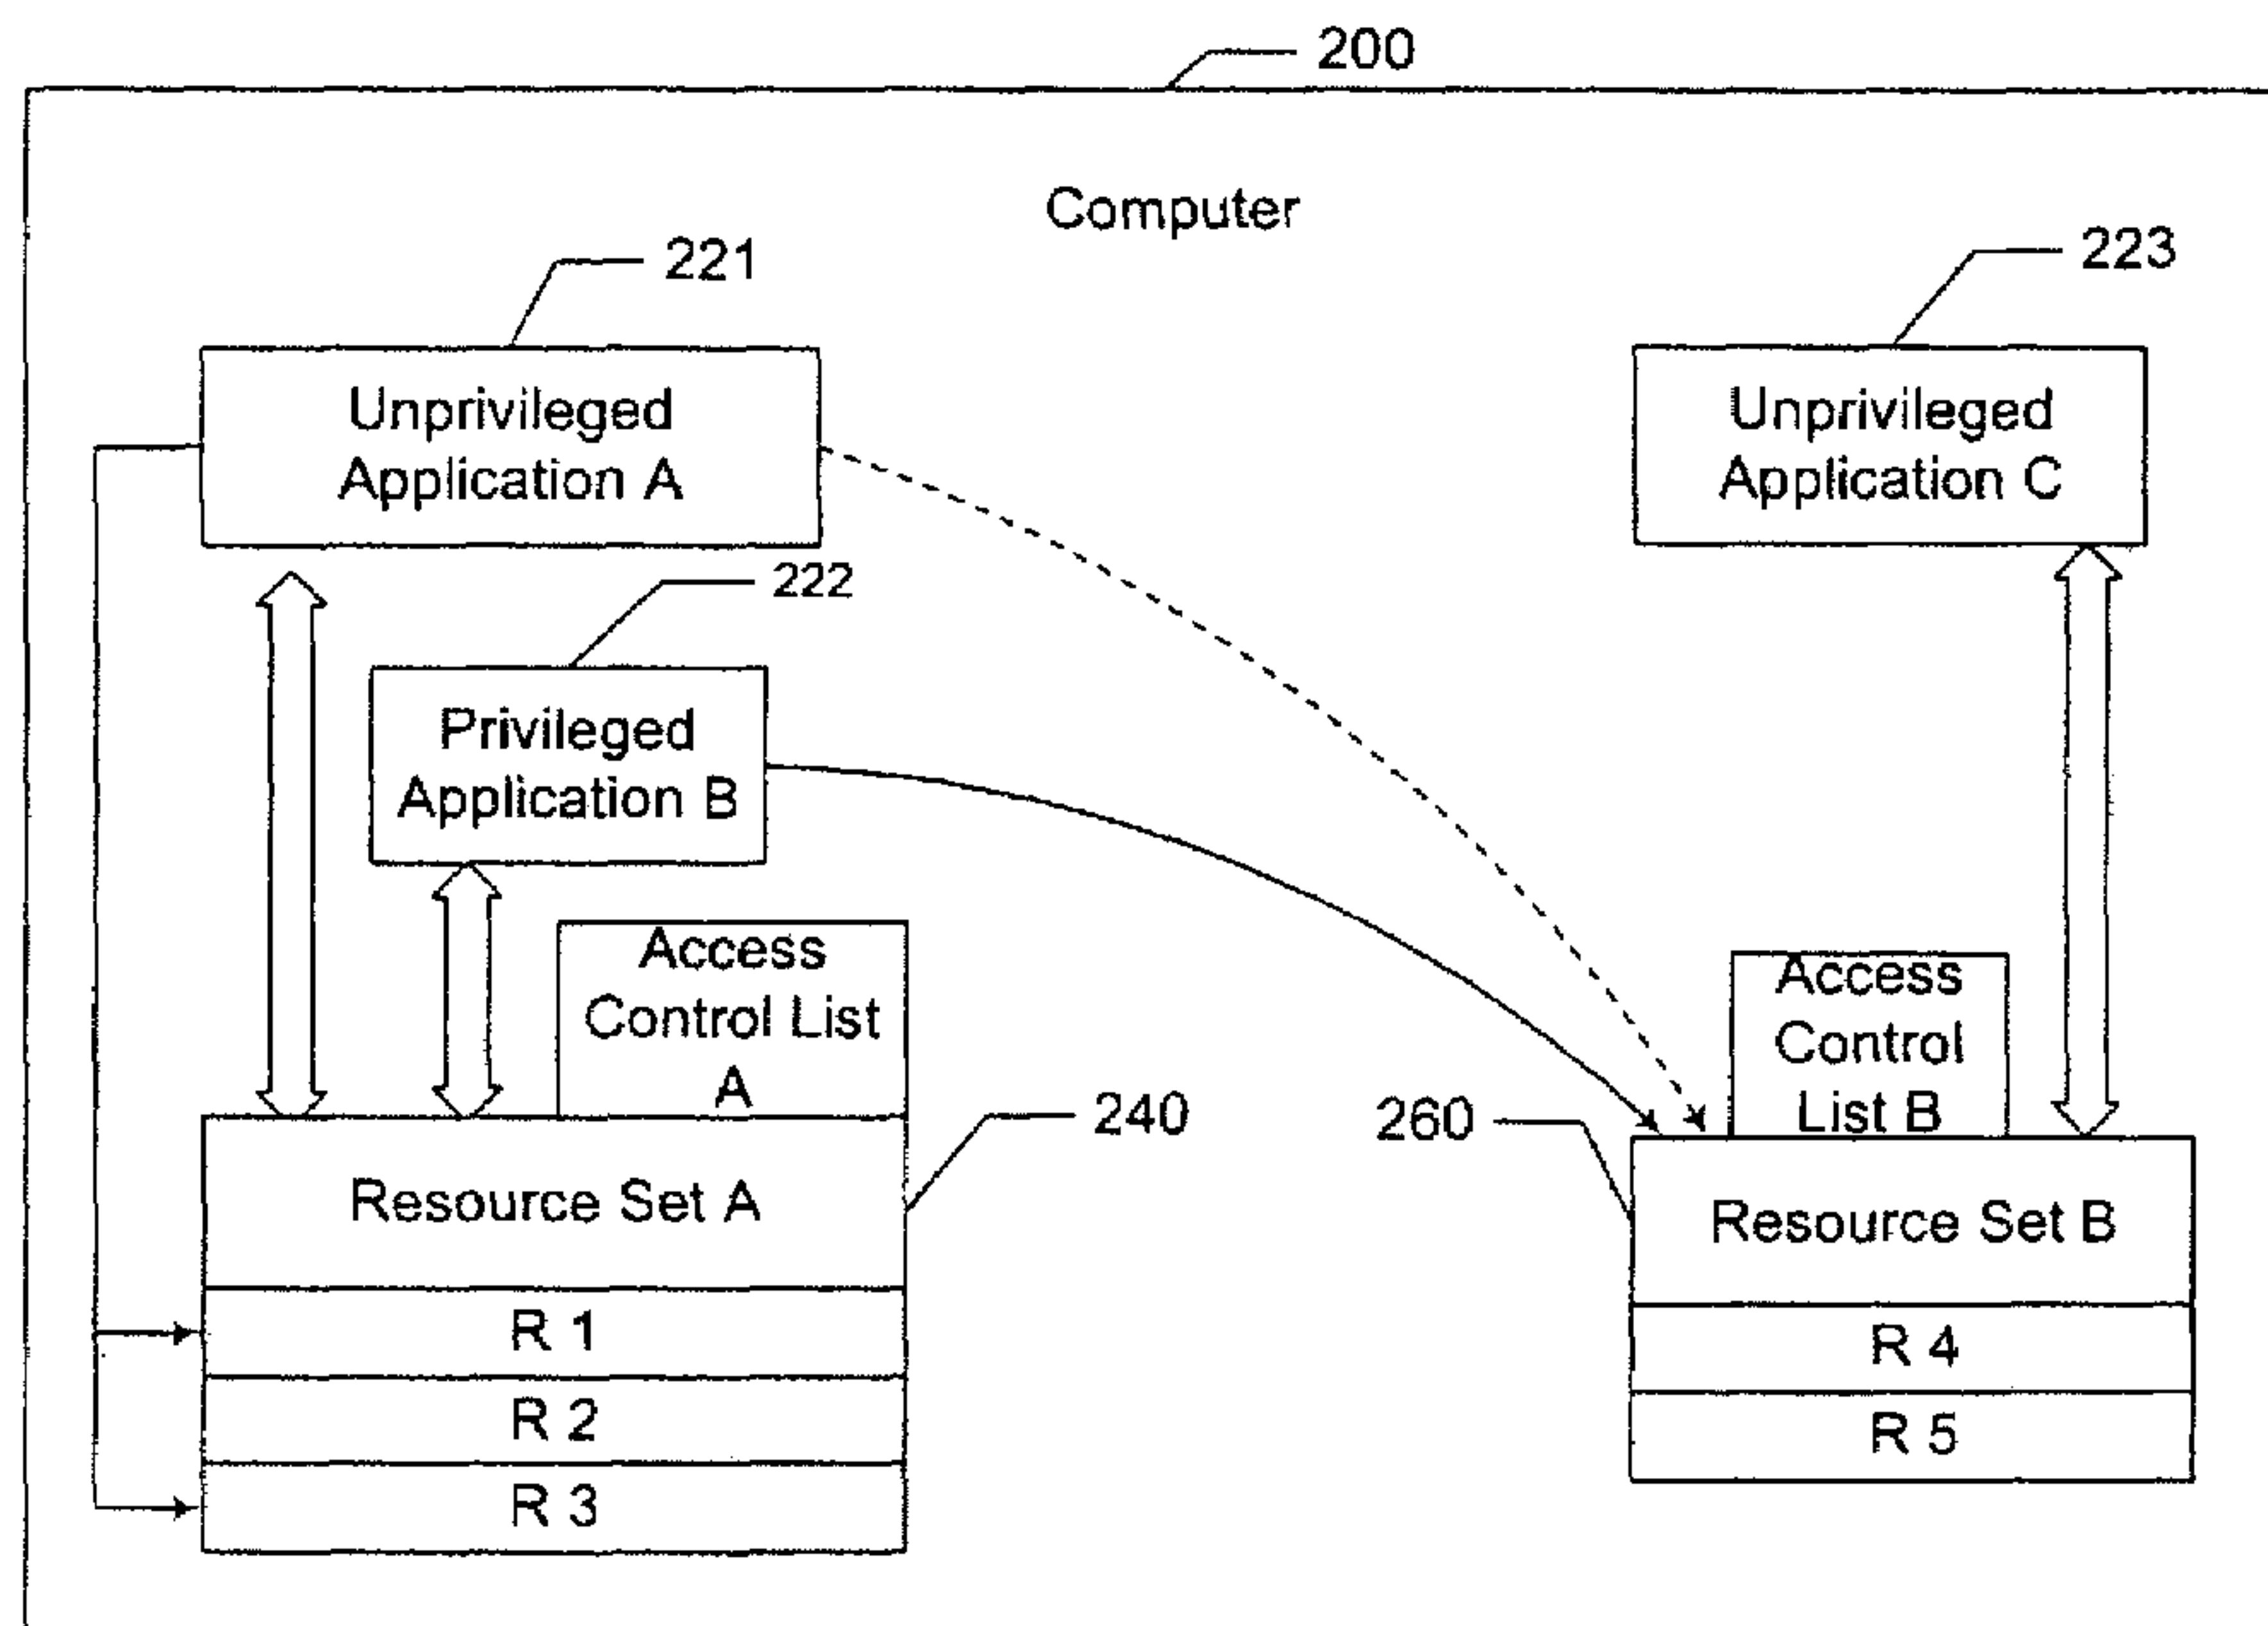 200
Computer
221
223
Unprivileged
Application A
Unprivileged
Application C
222
Privileged
Application B
Access
Control List
A
Access
Control
List B
240
260
Resource Set A
Resource Set B
R 1
R 2
R 3
R 4
R 5